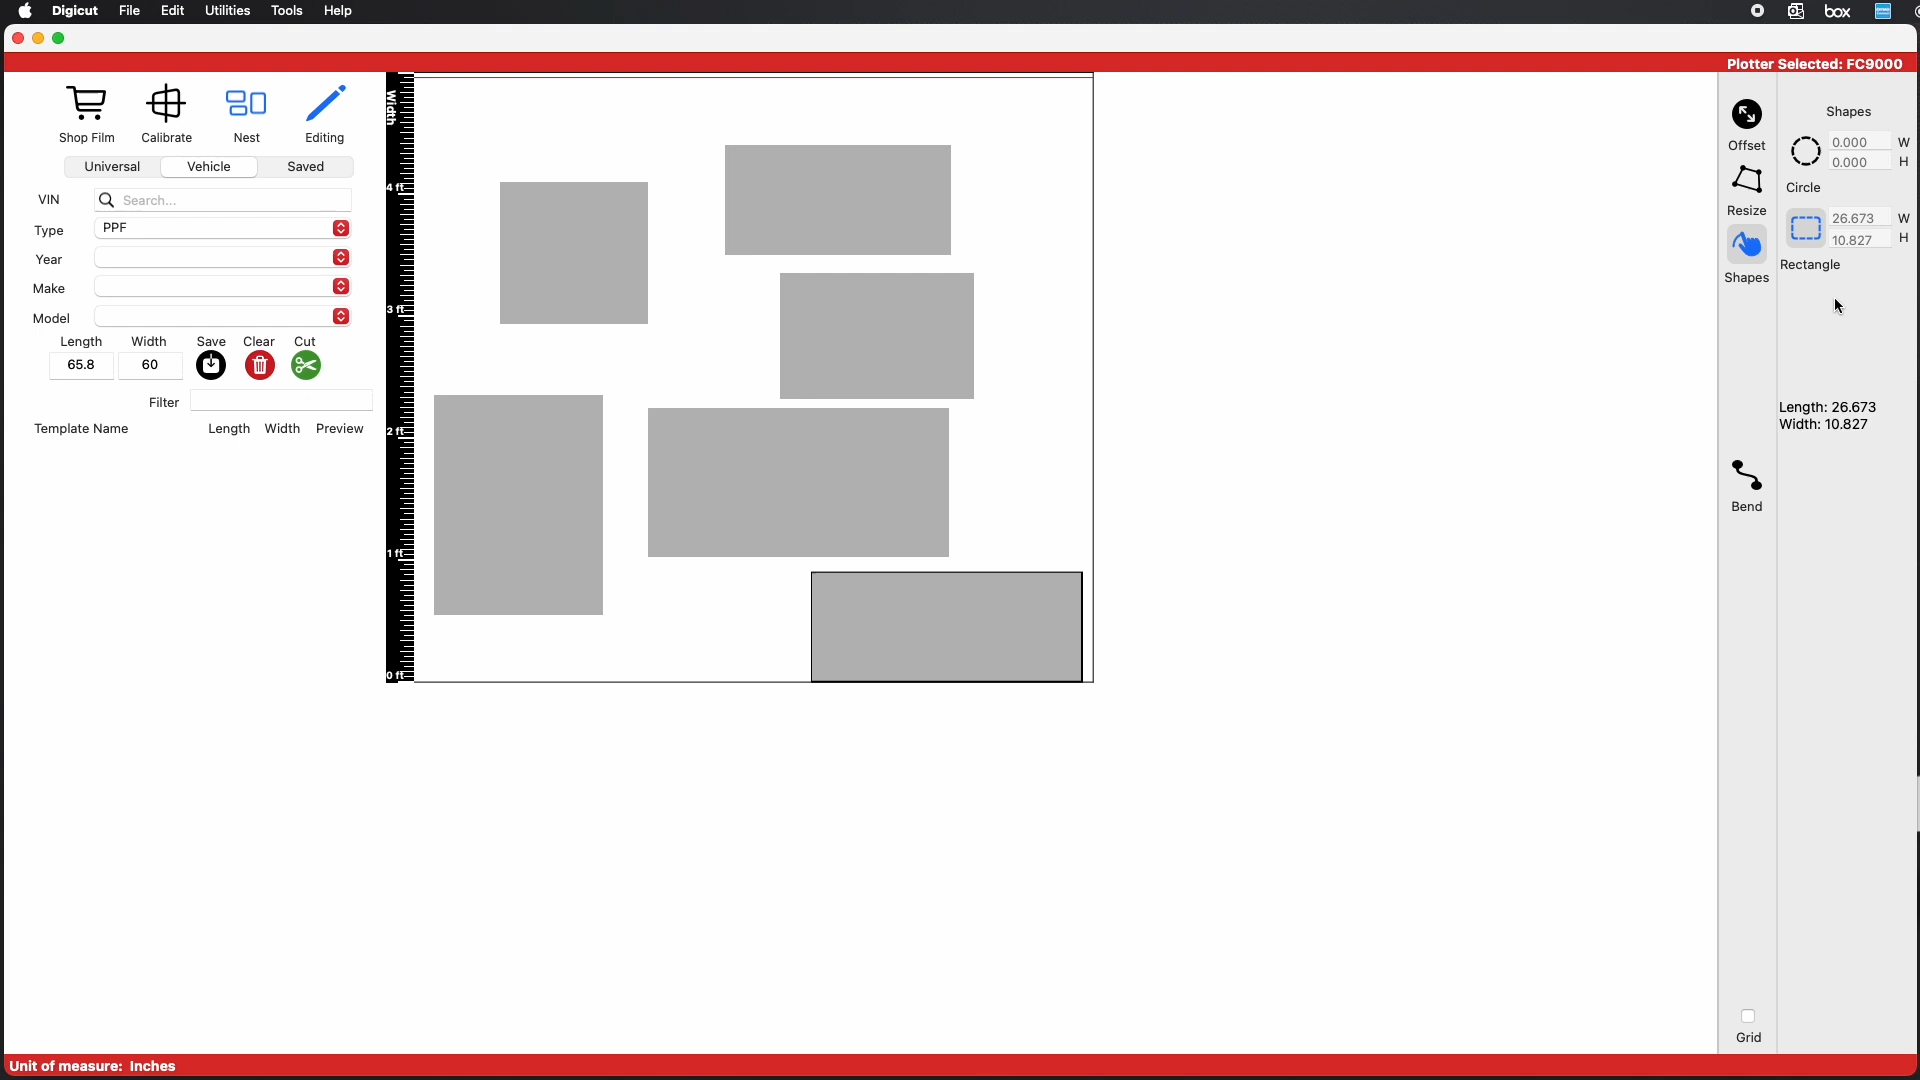 Digicut File Edit Utilities Tools Help box
Plotter Selected: FC9000
Shop Film Calibrate Nest Editing
Universal Vehicle Saved
VIN Search...
Type PPF
Year
Make
Model
Length Width Save Clear Cut
65.8 60
Filter
Template Name Length Width Preview
Width
4 ft
3 ft
2 ft
1 ft
0 ft
Offset
Resize
Shapes
Bend
Grid
Shapes
0.000 W
0.000 H
Circle
26.673 W
10.827 H
Rectangle
Length: 26.673
Width: 10.827
Unit of measure: Inches